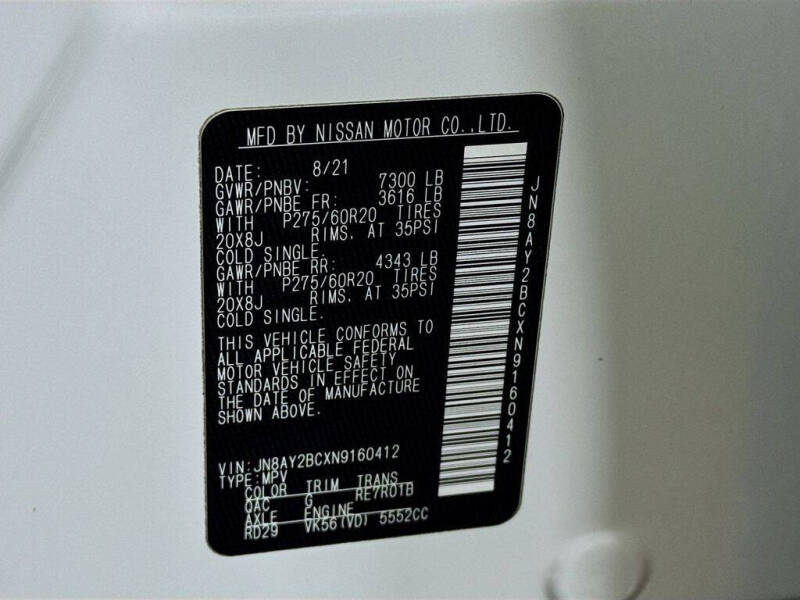 MFD BY NISSAN MOTOR CO.,LTD.
DATE: 8/21
GVWR/PNBV: 7300 LB
GAWR/PNBE FR: 3616 LB
WITH P275/60R20 TIRES
20X8J RIMS. AT 35PSI
COLD SINGLE.
GAWR/PNBE RR: 4343 LB
WITH P275/60R20 TIRES
20X8J RIMS. AT 35PSI
COLD SINGLE.
THIS VEHICLE CONFORMS TO
ALL APPLICABLE FEDERAL
MOTOR VEHICLE SAFETY
STANDARDS IN EFFECT ON
THE DATE OF MANUFACTURE
SHOWN ABOVE.
VIN:JN8AY2BCXN9160412
TYPE:MPV
COLOR TRIM TRANS
QAC G RE7R01B
AXLE ENGINE
RD29 VK56(VD) 5552CC
JN8AY2BCXN9160412